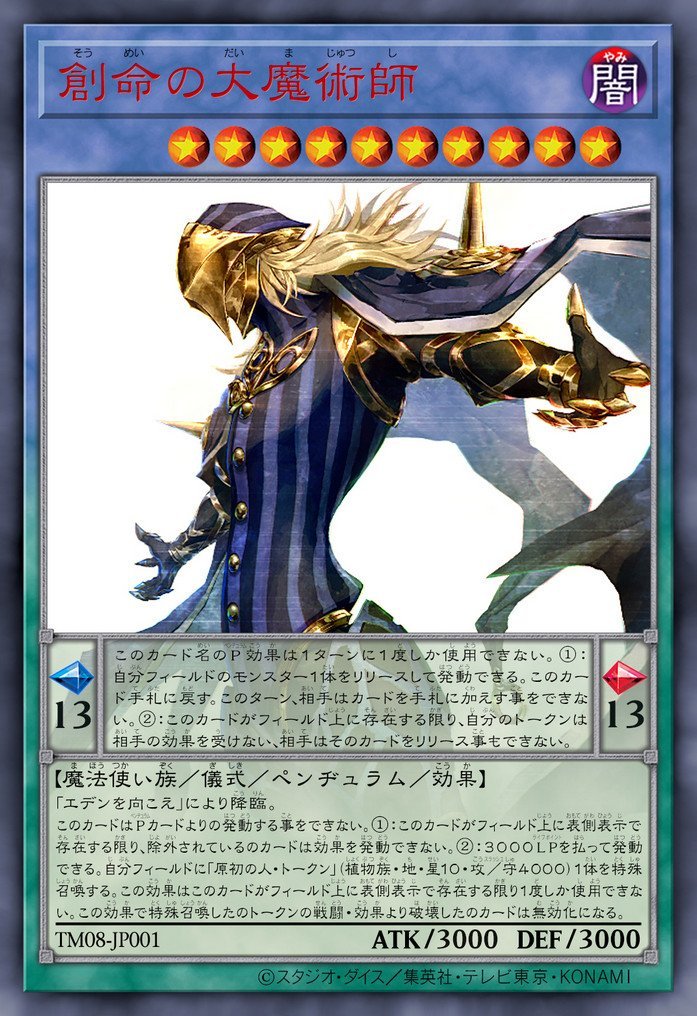 創命の大魔術師
闇
このカード名のP効果は1ターンに1度しか使用できない。①:
自分フィールドのモンスター1体をリリースして発動できる。このカー
ド手札に戻す。このターン、相手はカードを手札に加えす事をでき
ない。②:このカードがフィールド上に存在する限り、自分のトークンは
相手の効果を受けない、相手はそのカードをリリース事もできない。
13
13
【魔法使い族/儀式/ペンデュラム/効果】
「エデンを向こえ」により降臨。
このカードはPカードよりの発動する事をできない。①:このカードがフィールド上に表側表示で
存在する限り、除外されているのカードは効果を発動できない。②:3000LPを払って発動
できる。自分フィールドに「原初の人・トークン」(植物族・地・星10・攻/守4000)1体を特殊
召喚する。この効果はこのカードがフィールド上に表側表示で存在する限り1度しか使用できな
い。この効果で特殊召喚したのトークンの戦闘・効果より破壊したのカードは無効化になる。
TM08-JP001
ATK/3000 DEF/3000
©スタジオ・ダイス/集英社・テレビ東京・KONAMI